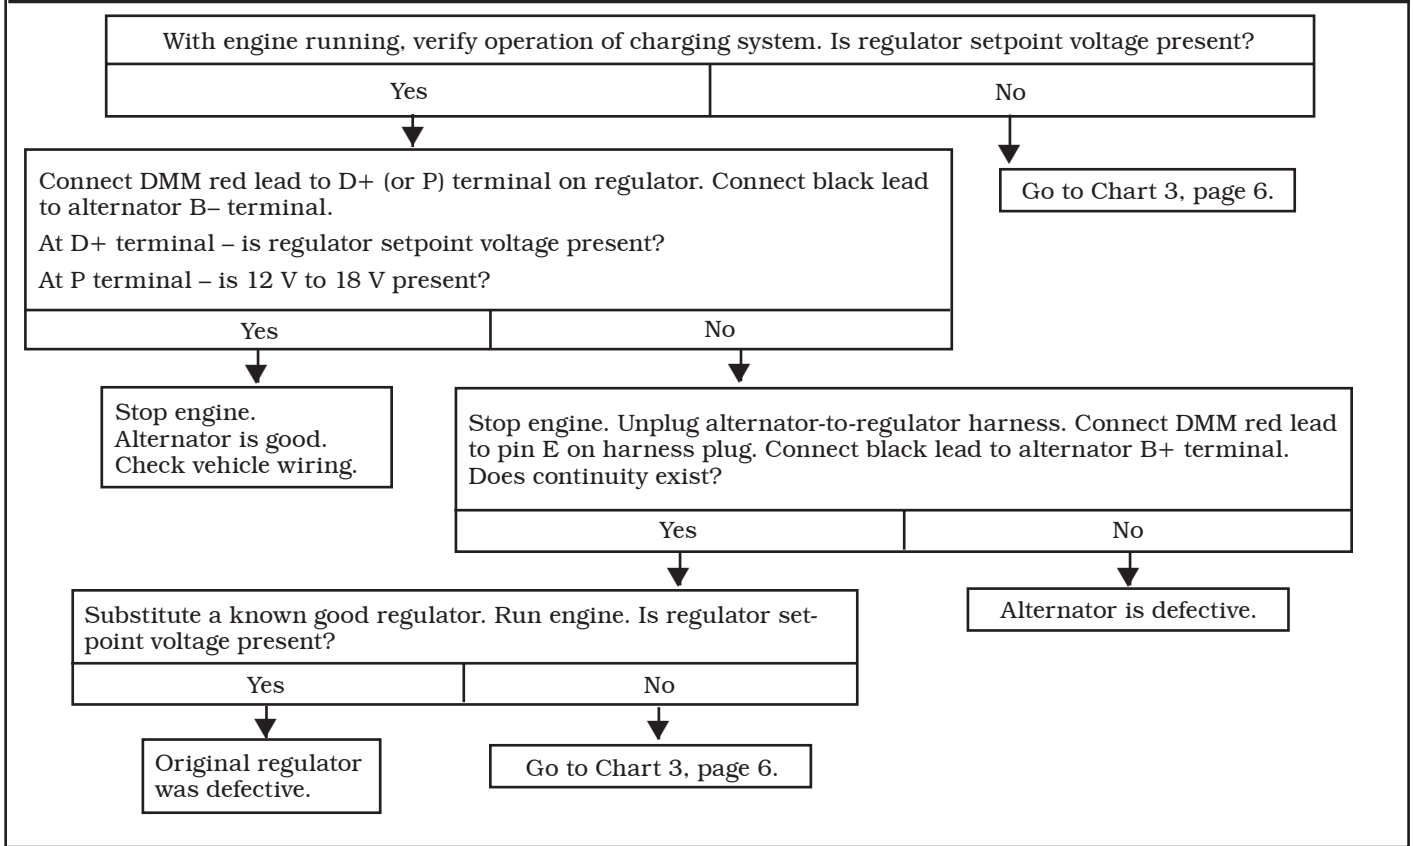 With engine running, verify operation of charging system. Is regulator setpoint voltage present?
Yes
No
Connect DMM red lead to D+ (or P) terminal on regulator. Connect black lead
to alternator B– terminal.
At D+ terminal – is regulator setpoint voltage present?
At P terminal – is 12 V to 18 V present?
Go to Chart 3, page 6.
Yes
No
Stop engine.
Alternator is good.
Check vehicle wiring.
Stop engine. Unplug alternator-to-regulator harness. Connect DMM red lead
to pin E on harness plug. Connect black lead to alternator B+ terminal.
Does continuity exist?
Yes
No
Substitute a known good regulator. Run engine. Is regulator set-
point voltage present?
Alternator is defective.
Yes
No
Original regulator
was defective.
Go to Chart 3, page 6.